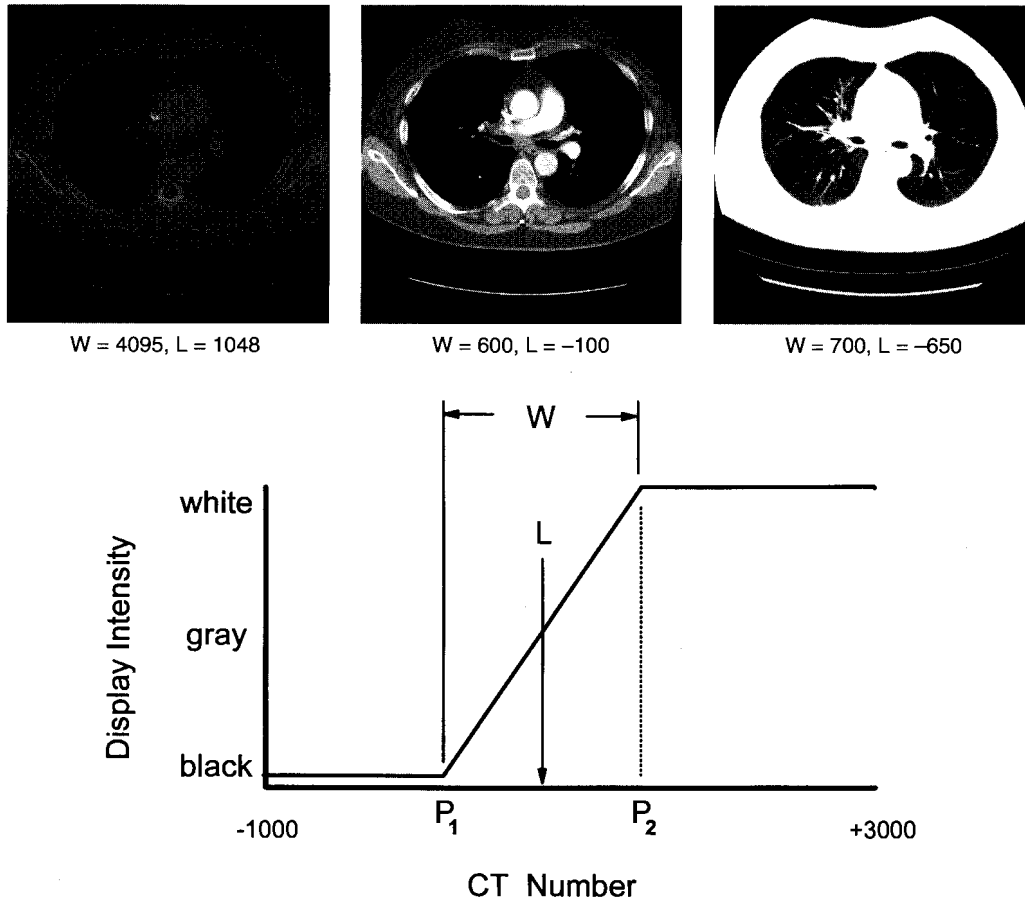 W = 4095, L = 1048
W = 600, L = –100
W = 700, L = –650
W
white
L
gray
black
Display Intensity
P1
P2
-1000
+3000
CT Number